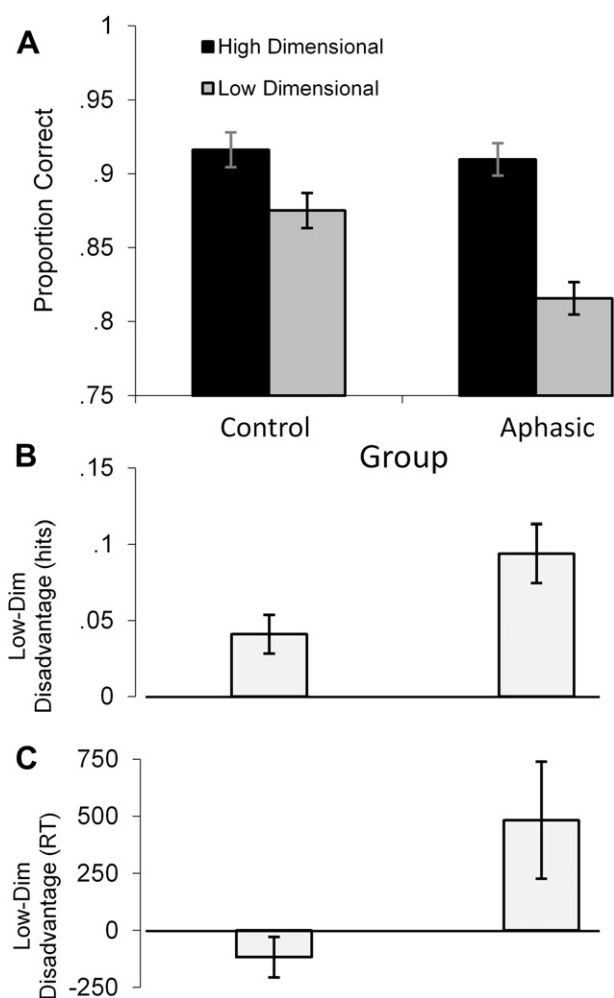 A
1
High Dimensional
Low Dimensional
.95
.9
.85
.8
.75
Proportion Correct
Control
Aphasic
Group
B
.15
.1
.05
0
Low-Dim
Disadvantage (hits)
C
750
500
250
0
-250
Low-Dim
Disadvantage (RT)